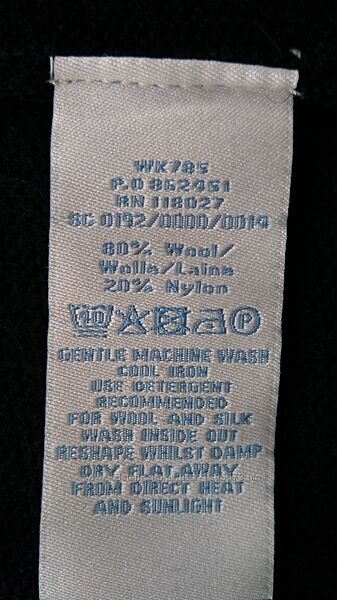 WK785
P.O 862451
RN 118027
SC 0192/0000/0014
80% Wool/
Wolle/Laine
20% Nylon
40 P
GENTLE MACHINE WASH
COOL IRON
USE DETERGENT
RECOMMENDED
FOR WOOL AND SILK
WASH INSIDE OUT
RESHAPE WHILST DAMP
DRY FLAT,AWAY
FROM DIRECT HEAT
AND SUNLIGHT